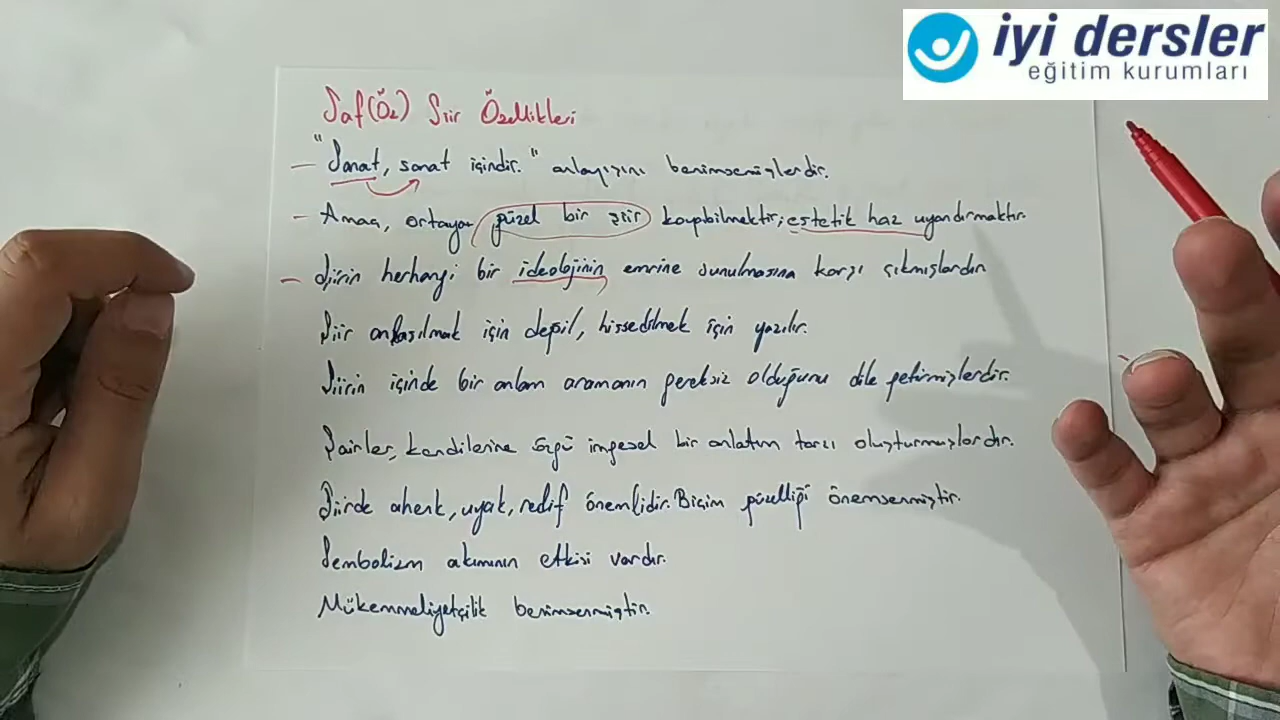 iyi dersler
eğitim kurumları
Saf(Öz) Şiir Özellikleri
– "Sanat, sanat içindir." anlayışını benimsemişlerdir.
– Amaç, ortaya güzel bir şiir koyabilmektir; estetik haz uyandırmaktır.
– Şiirin herhangi bir ideolojinin emrine sunulmasına karşı çıkmışlardır
Şiir anlaşılmak için değil, hissedilmek için yazılır.
Şiirin içinde bir anlam aramanın gereksiz olduğunu dile getirmişlerdir.
Şairler, kendilerine özgü imgesel bir anlatım tarzı oluşturmuşlardır.
Şiirde ahenk, uyak, redif önemlidir. Biçim güzelliği önemsenmiştir.
Sembolizm akımının etkisi vardır.
Mükemmeliyetçilik benimsenmiştir.